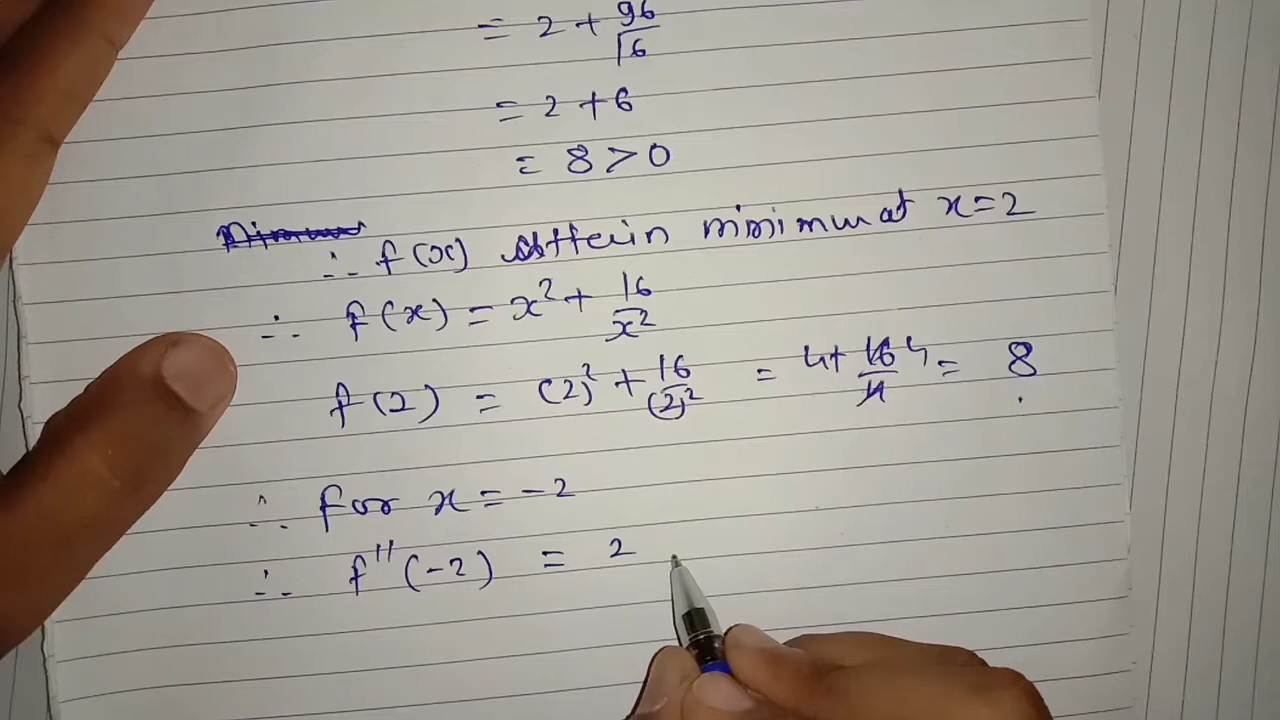 = 2 + 96/16
= 2 + 6
= 8 > 0
∴ f(x) attein minimum at x = 2
∴ f(x) = x² + 16/x²
f(2) = (2)² + 16/(2)² = 4 + 16/4 4 = 8
∴ for x = -2
∴ f''(-2) = 2